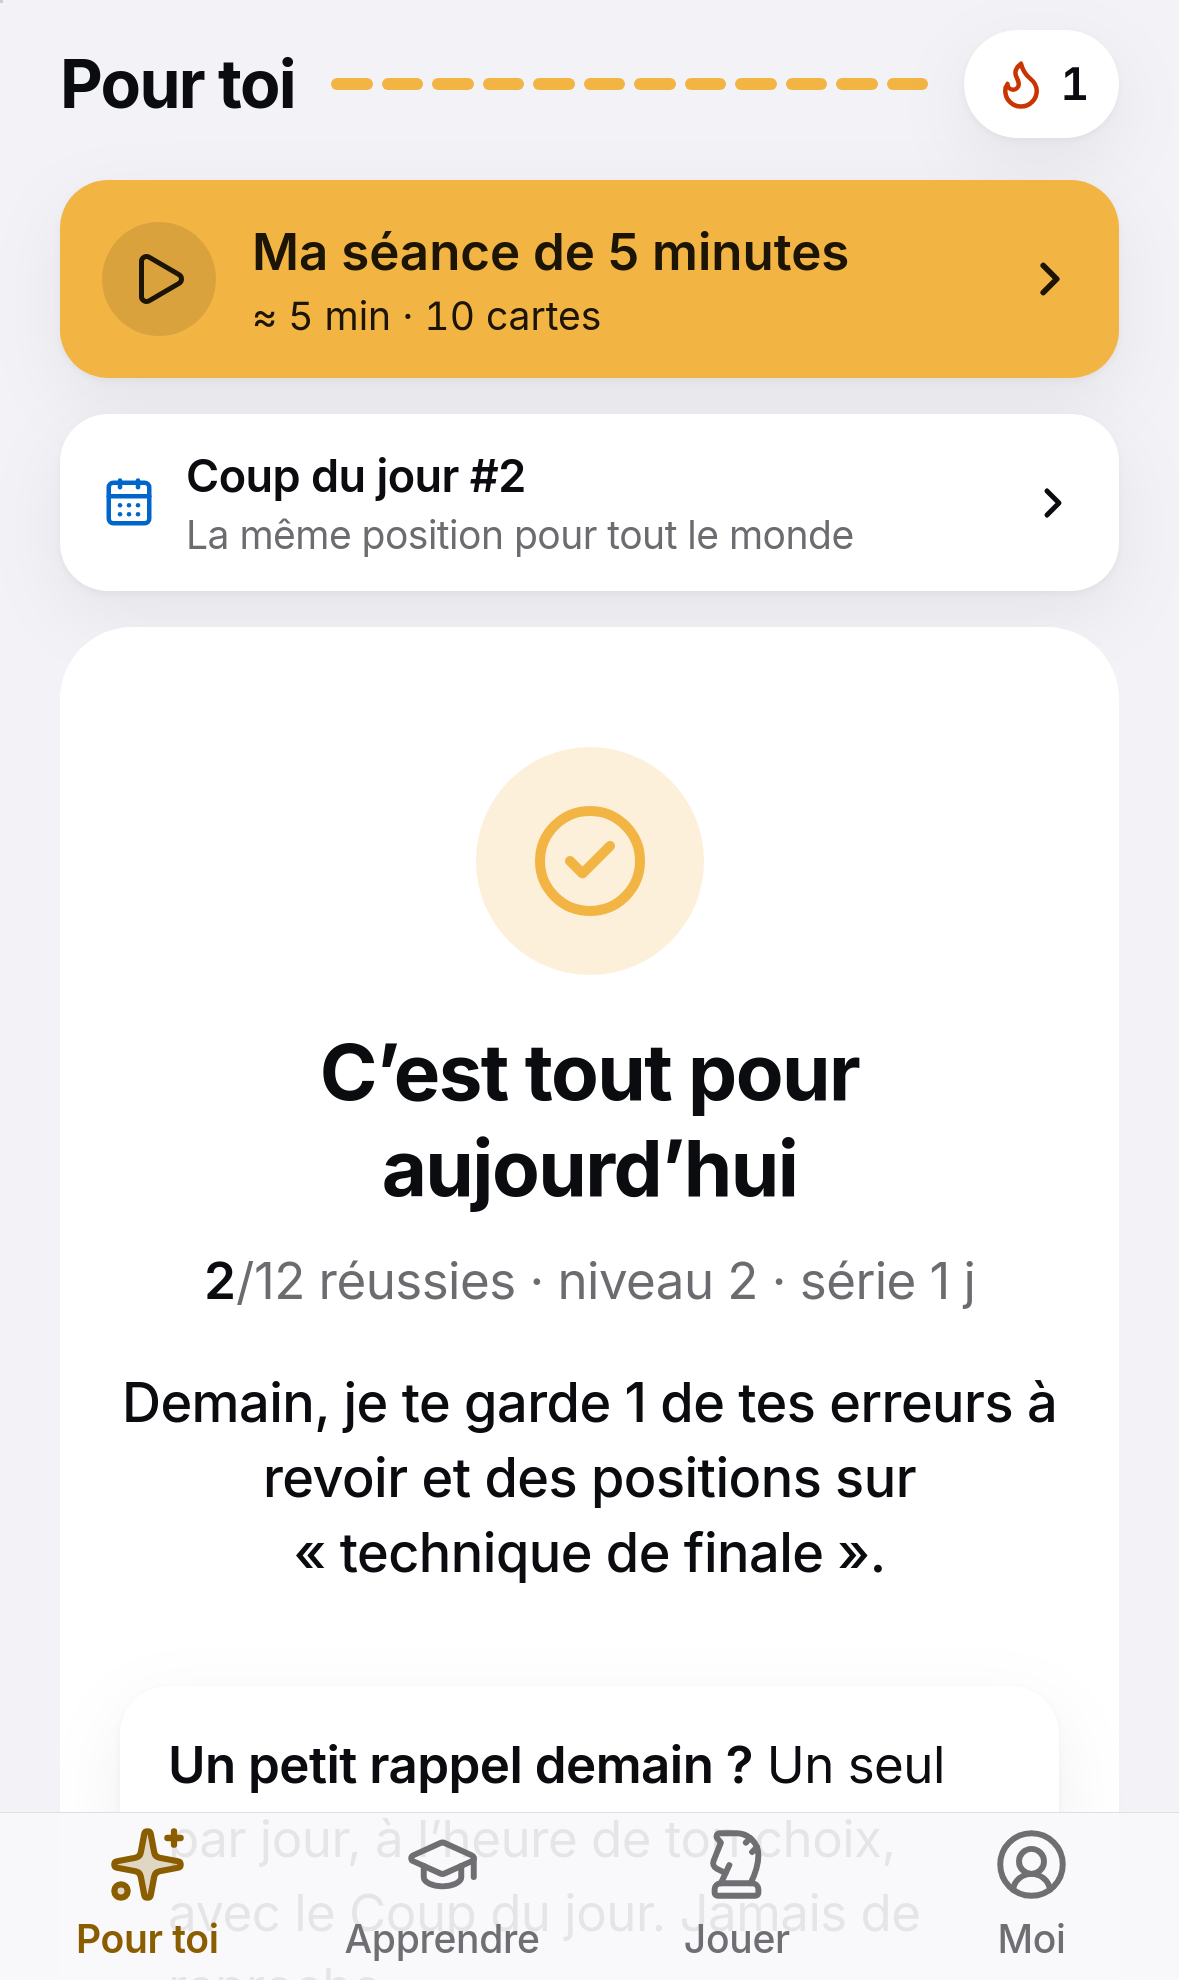 Pour toi
1
Ma séance de 5 minutes
≈ 5 min · 10 cartes
Coup du jour #2
La même position pour tout le monde
C’est tout pour
aujourd’hui
2/12 réussies · niveau 2 · série 1 j
Demain, je te garde 1 de tes erreurs à
revoir et des positions sur
« technique de finale ».
Un petit rappel demain ? Un seul
par jour, à l’heure de ton choix,
avec le Coup du jour. Jamais de
Pour toi
Apprendre
Jouer
Moi